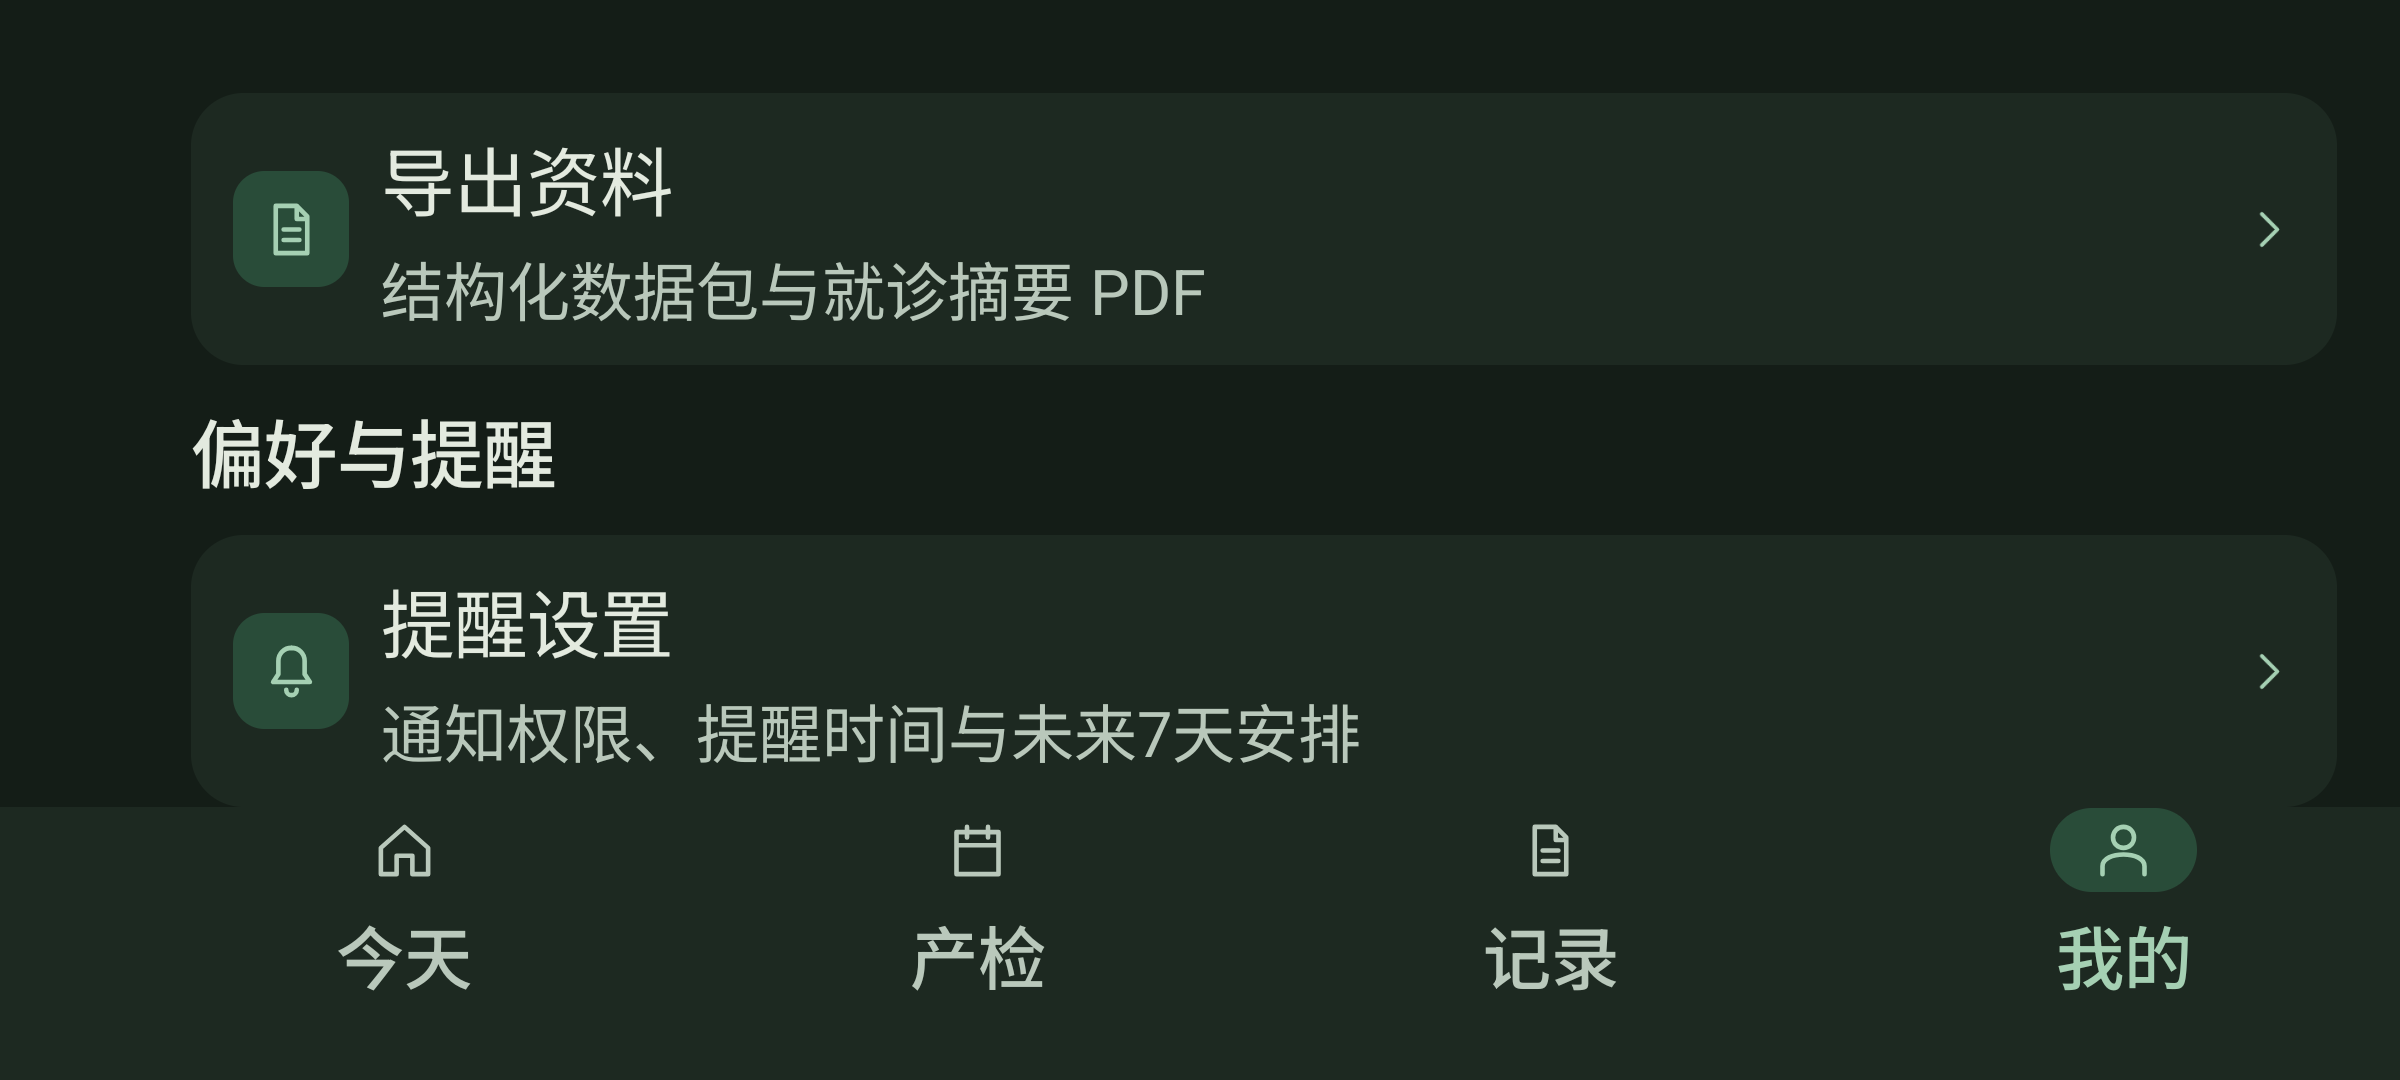 导出资料
结构化数据包与就诊摘要 PDF
偏好与提醒
提醒设置
通知权限、提醒时间与未来7天安排
今天
产检
记录
我的